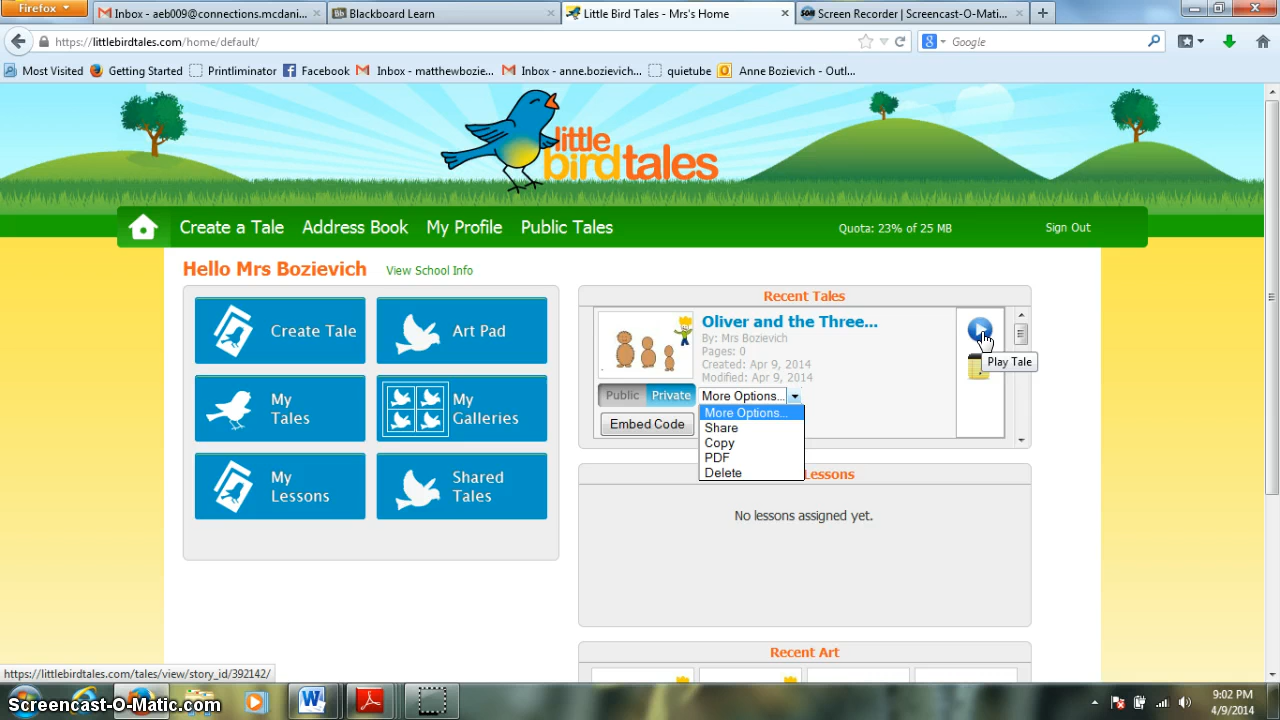 Firefox
Inbox - aeb009@connections.mcdani...
Bb Blackboard Learn
Little Bird Tales - Mrs's Home
Screen Recorder | Screencast-O-Mati...
https://littlebirdtales.com/home/default/
Google
Most Visited
Getting Started
Printliminator
Facebook
Inbox - matthewbozie...
Inbox - anne.bozievich...
quietube
Anne Bozievich - Outl...
little
birdtales
Create a Tale
Address Book
My Profile
Public Tales
Quota: 23% of 25 MB
Sign Out
Hello Mrs Bozievich
View School Info
Create Tale
Art Pad
My
Tales
My
Galleries
My
Lessons
Shared
Tales
Recent Tales
Oliver and the Three...
By: Mrs Bozievich
Pages: 0
Created: Apr 9, 2014
Modified: Apr 9, 2014
Play Tale
Public
Private
More Options...
Embed Code
More Options...
Share
Copy
PDF
Delete
Lessons
No lessons assigned yet.
Recent Art
https://littlebirdtales.com/tales/view/story_id/392142/
Screencast-O-Matic.com
9:02 PM
4/9/2014